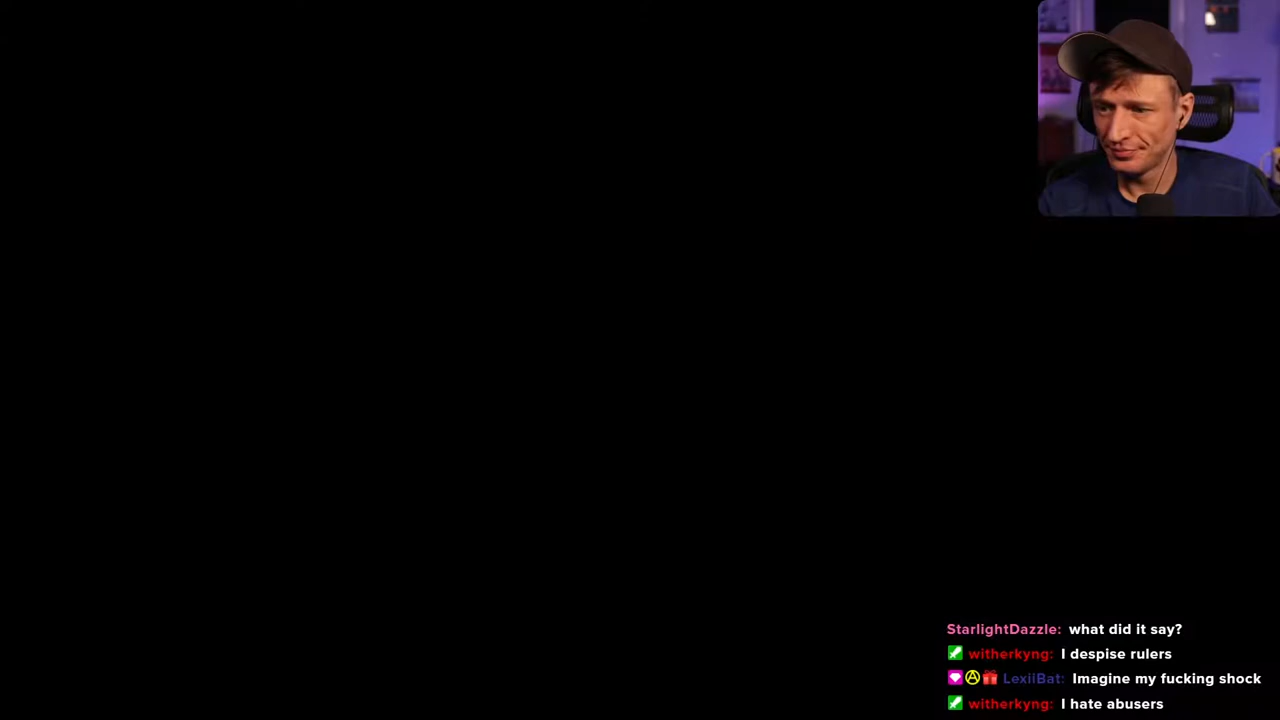 StarlightDazzle: what did it say?
witherkyng: I despise rulers
LexiiBat: Imagine my fucking shock
witherkyng: I hate abusers